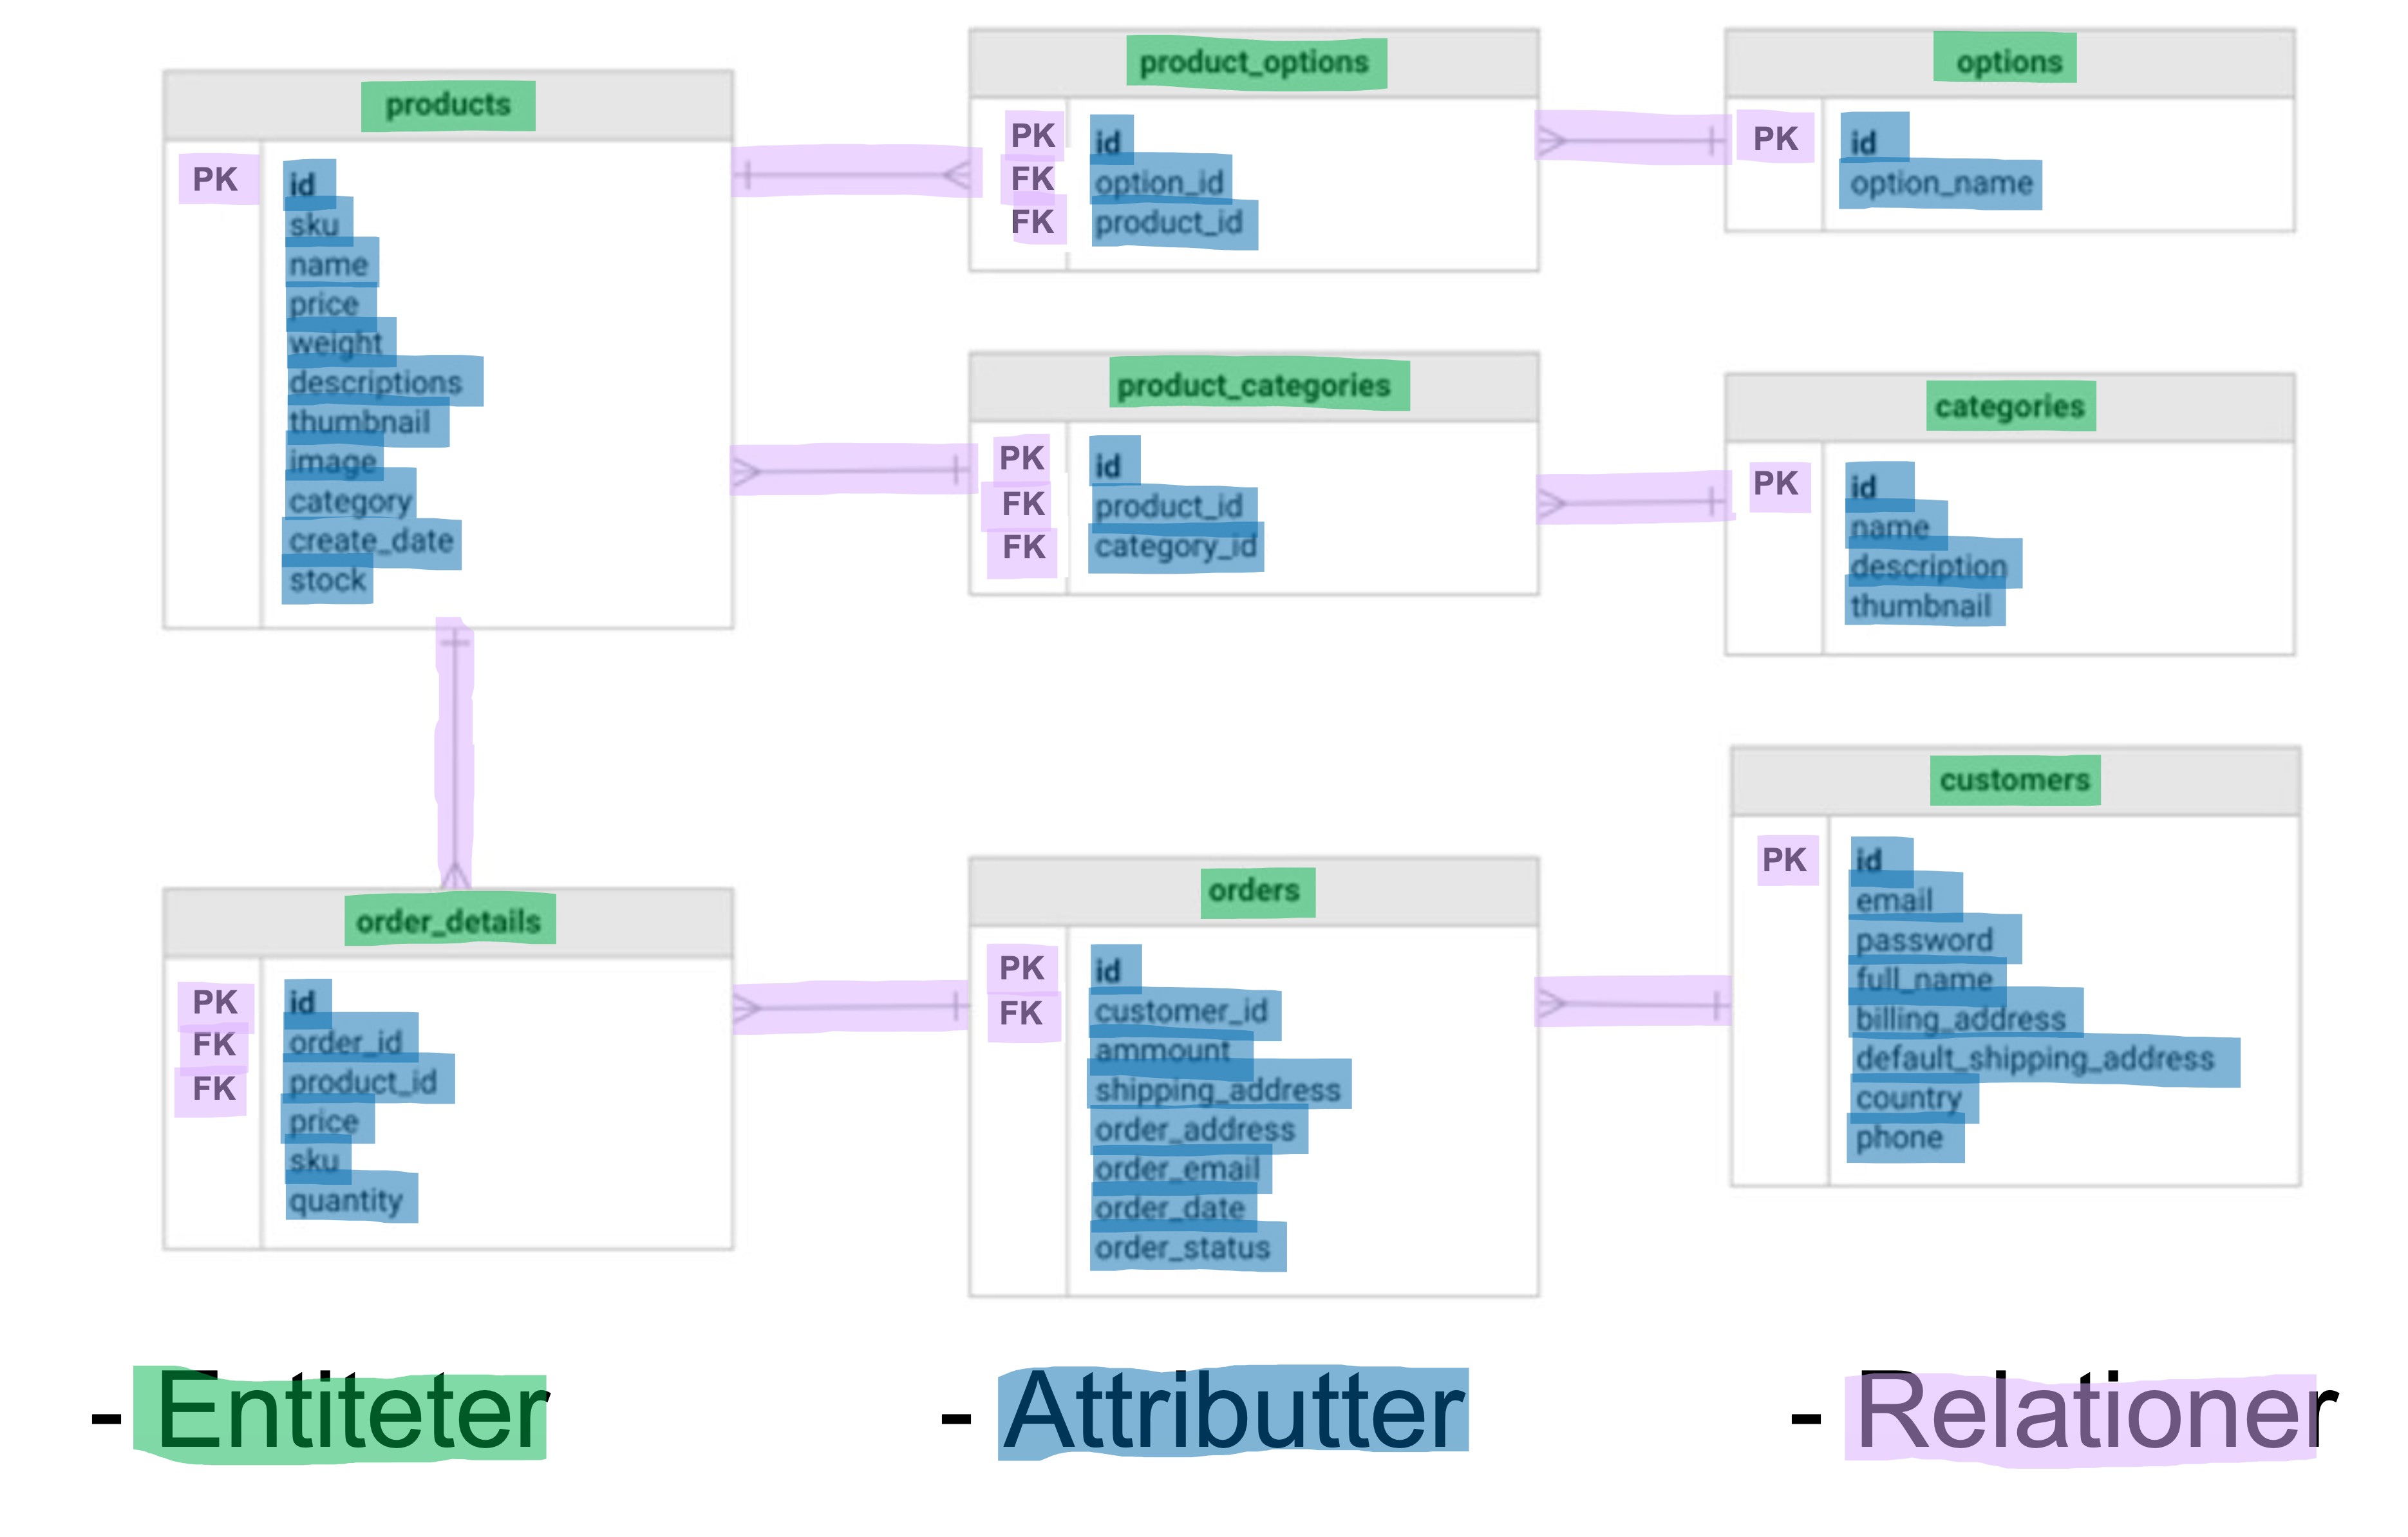 products
PK
id
sku
name
price
weight
descriptions
thumbnail
image
category
create_date
stock
product_options
PK id
FK option_id
FK product_id
options
PK id
option_name
product_categories
PK id
FK product_id
FK category_id
categories
PK id
name
description
thumbnail
order_details
PK id
FK order_id
FK product_id
price
sku
quantity
orders
PK id
FK customer_id
ammount
shipping_address
order_address
order_email
order_date
order_status
customers
PK id
email
password
full_name
billing_address
default_shipping_address
country
phone
- Entiteter
- Attributter
- Relationer